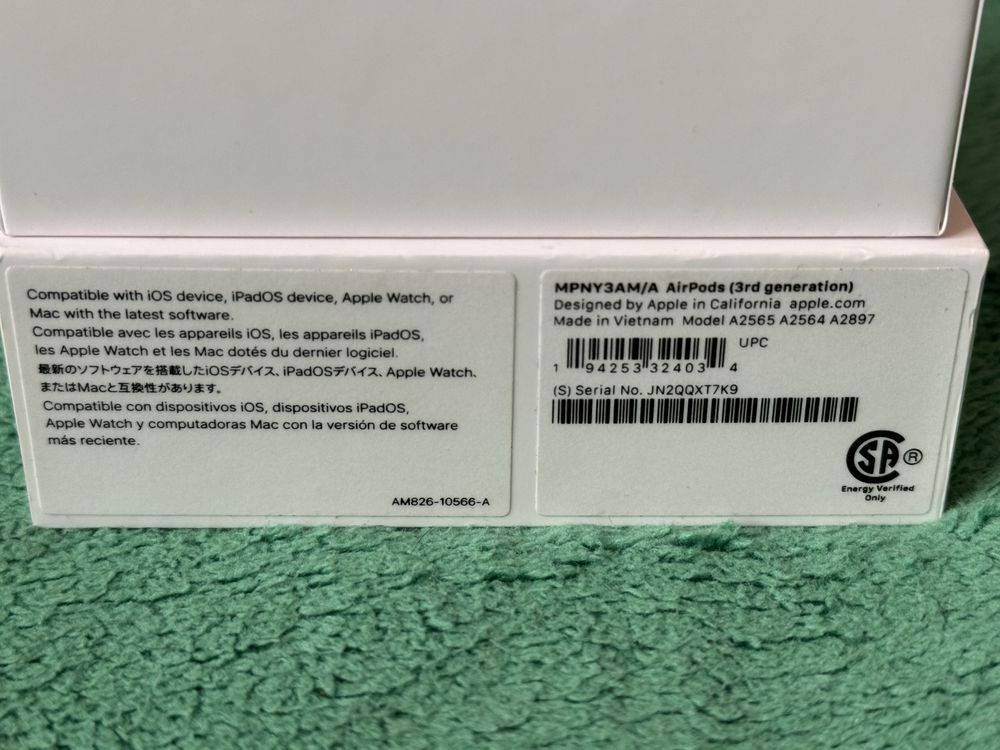 Compatible with iOS device, iPadOS device, Apple Watch, or
Mac with the latest software.
Compatible avec les appareils iOS, les appareils iPadOS,
les Apple Watch et les Mac dotés du dernier logiciel.
最新のソフトウェアを搭載したiOSデバイス、iPadOSデバイス、Apple Watch、
またはMacと互換性があります。
Compatible con dispositivos iOS, dispositivos iPadOS,
Apple Watch y computadoras Mac con la versión de software
más reciente.
AM826-10566-A
MPNY3AM/A AirPods (3rd generation)
Designed by Apple in California apple.com
Made in Vietnam Model A2565 A2564 A2897
UPC
1 94253 32403 4
(S) Serial No. JN2QQXT7K9
SA ®
Energy Verified
Only